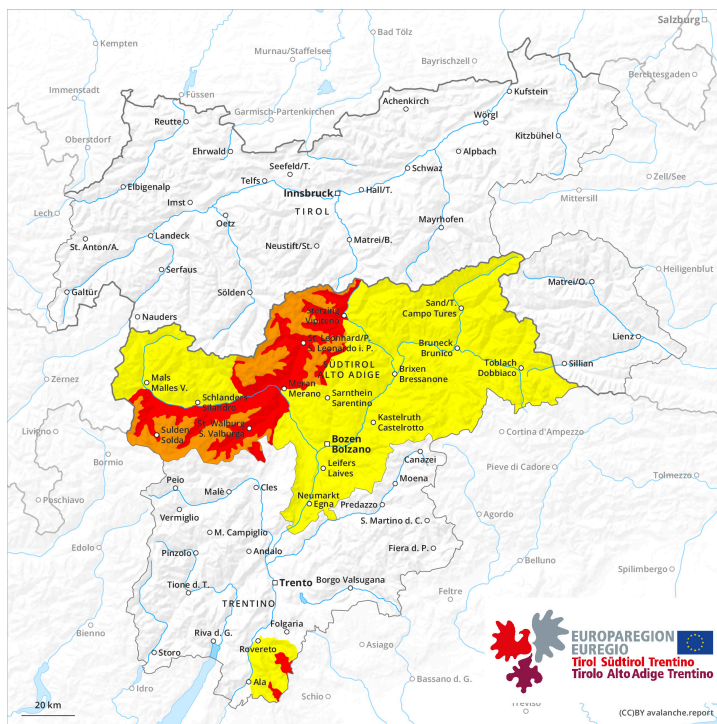 Salzburg
Kempten
Bad Tölz
Murnau/Staffelsee
Bayrischzell
Berchtesgaden
Immenstadt
Füssen
Kufstein
Achenkirch
Garmisch-Partenkirchen
Reutte
Wörgl
Kitzbühel
Oberstdorf
Ehrwald
Alpbach
Seefeld/T.
Schwaz
Zell/See
Telfs
Elbigenalp
Innsbruck
Hall/T.
Mittersill
Imst
TIROL
Lech
Oetz
Mayrhofen
St. Anton/A.
Landeck
Neustift/St.
Matrei/B.
Serfaus
Heiligenblut
Galtür
Sölden
Matrei/O.
Nauders
Sterzing
Vipiteno
Sand/T.
Campo Tures
St. Leonhard/P.
S. Leonardo i. P.
Lienz
Bruneck
Brunico
SÜDTIROL
ALTO ADIGE
Toblach
Dobbiaco
Sillian
Zernez
Mals
Malles V.
Brixen
Bressanone
Meran
Merano
Schlanders
Silandro
Sarnthein
Sarentino
St. Walburg
S. Valburga
Kastelruth
Castelrotto
Livigno
Sulden
Solda
Cortina d'Ampezzo
Bozen
Bolzano
Bormio
Canazei
Pieve di Cadore
Leifers
Laives
Tolmezzo
Poschiavo
Peio
Malè
Cles
Moena
Neumarkt
Egna
Predazzo
Vermiglio
S. Martino d. C.
Agordo
M. Campiglio
Edolo
Pinzolo
Andalo
Fiera d. P.
Belluno
Spilimbergo
Tione d. T.
Trento
Borgo Valsugana
Feltre
TRENTINO
Folgaria
Bienno
Riva d. G.
Rovereto
Storo
Asiago
Ala
Bassano d. G.
Idro
Schio
Treviso
EUROPAREGION
EUREGIO
Tirol Südtirol Trentino
Tirolo Alto Adige Trentino
20 km
(CC)BY avalanche.report